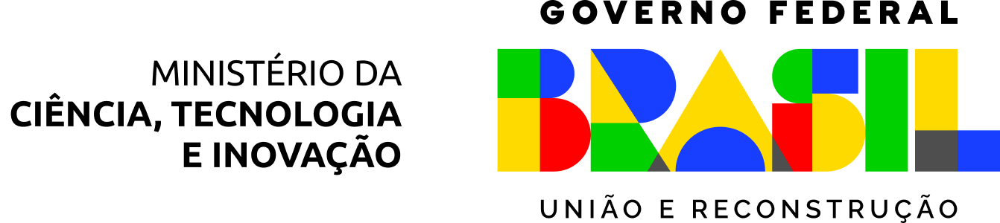 MINISTÉRIO DA
CIÊNCIA, TECNOLOGIA
E INOVAÇÃO
GOVERNO FEDERAL
BRASIL
UNIÃO E RECONSTRUÇÃO